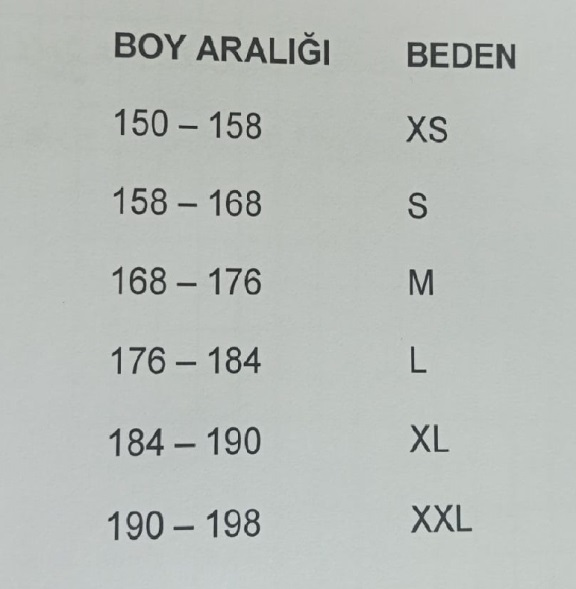 BOY ARALIĞI BEDEN
150 – 158 XS
158 – 168 S
168 – 176 M
176 – 184 L
184 – 190 XL
190 – 198 XXL